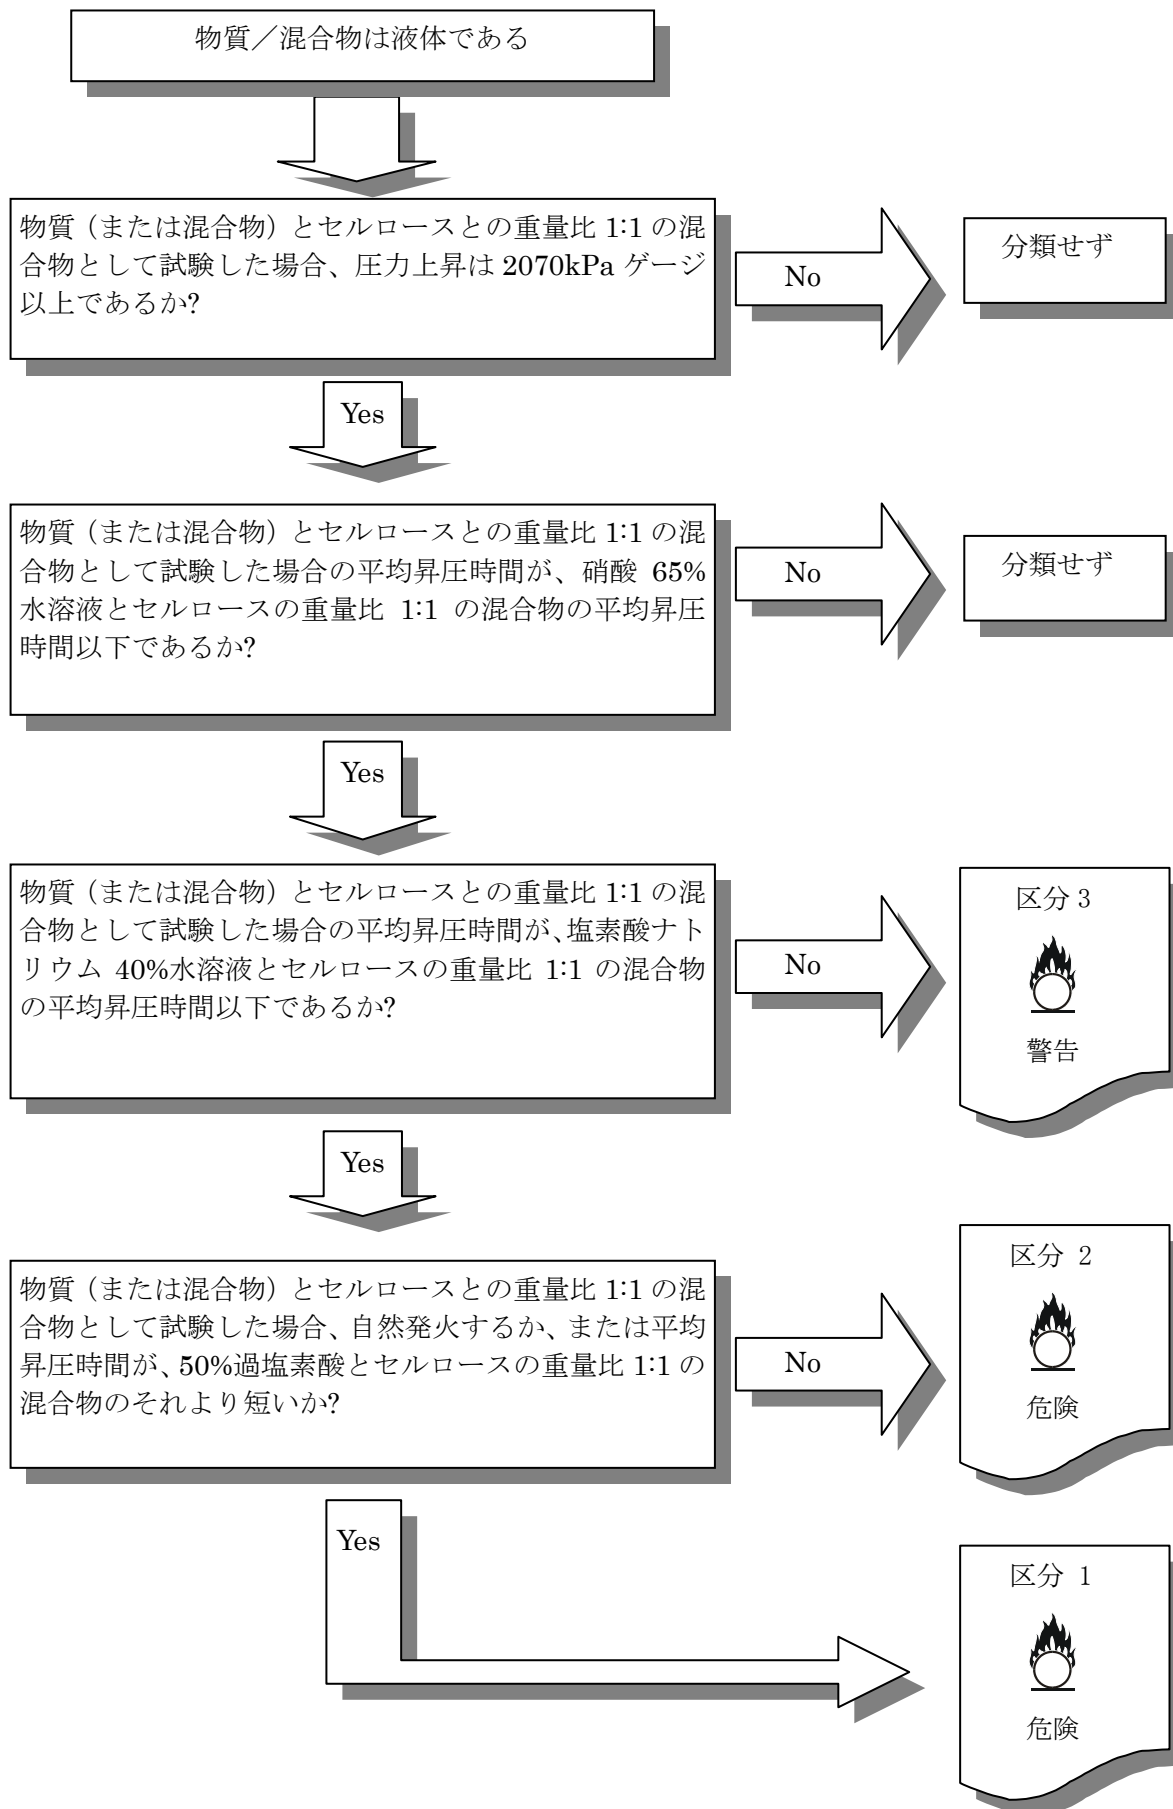 物質／混合物は液体である
物質（または混合物）とセルロースとの重量比 1:1 の混
合物として試験した場合、圧力上昇は 2070kPa ゲージ
以上であるか?
No
分類せず
Yes
物質（または混合物）とセルロースとの重量比 1:1 の混
合物として試験した場合の平均昇圧時間が、硝酸 65%
水溶液とセルロースの重量比 1:1 の混合物の平均昇圧
時間以下であるか?
No
分類せず
Yes
物質（または混合物）とセルロースとの重量比 1:1 の混
合物として試験した場合の平均昇圧時間が、塩素酸ナト
リウム 40%水溶液とセルロースの重量比 1:1 の混合物
の平均昇圧時間以下であるか?
No
区分 3
警告
Yes
物質（または混合物）とセルロースとの重量比 1:1 の混
合物として試験した場合、自然発火するか、または平均
昇圧時間が、50%過塩素酸とセルロースの重量比 1:1 の
混合物のそれより短いか?
No
区分 2
危険
Yes
区分 1
危険